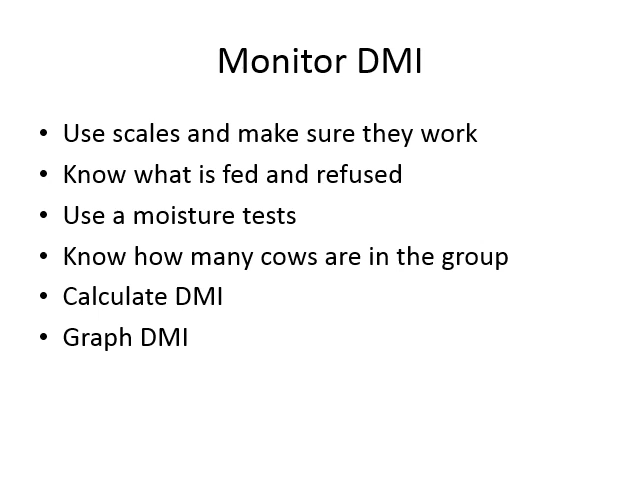 Monitor DMI
• Use scales and make sure they work
• Know what is fed and refused
• Use a moisture tests
• Know how many cows are in the group
• Calculate DMI
• Graph DMI